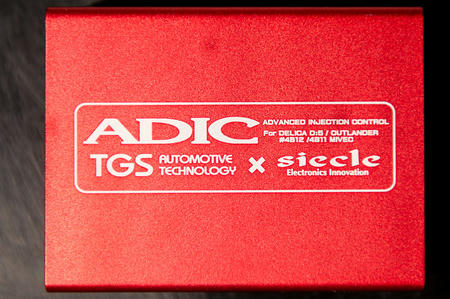 ADIC ADVANCED INJECTION CONTROL
For DELICA D:5 / OUTLANDER
#4B12 /4B11 MIVEC
TGS AUTOMOTIVE TECHNOLOGY × siecle
Electronics Innovation